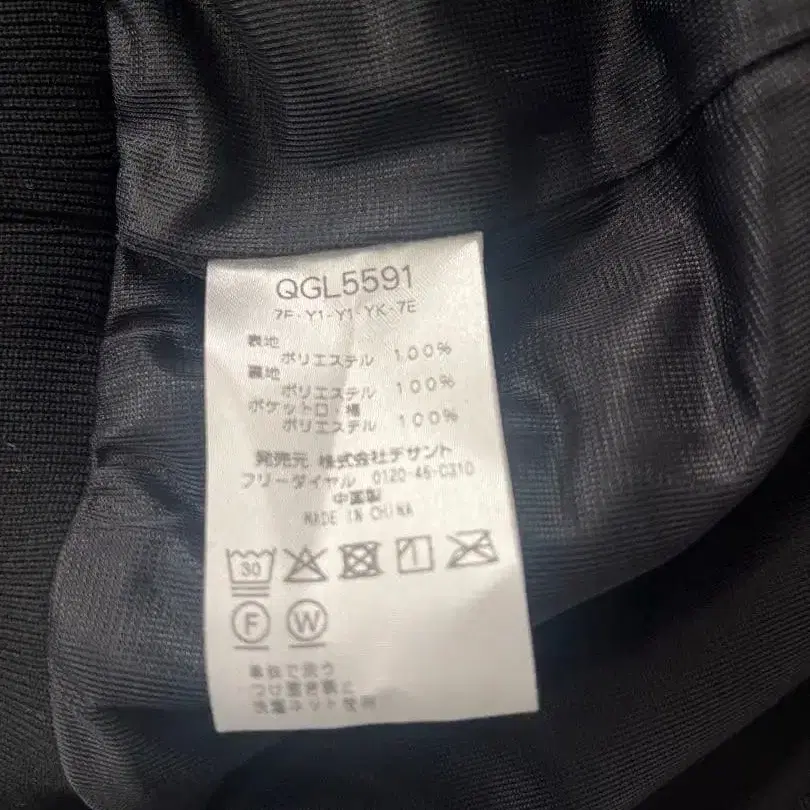 QGL5591
7F-Y1-Y1-YK-7E
表地
ポリエステル 100%
裏地
ポリエステル 100%
ポケット口・裾
ポリエステル 100%
発売元 株式会社デサント
フリーダイヤル 0120-46-0310
中国製
MADE IN CHINA
30
F W
単独で洗う
つけ置き厳と
洗濯ネット使用